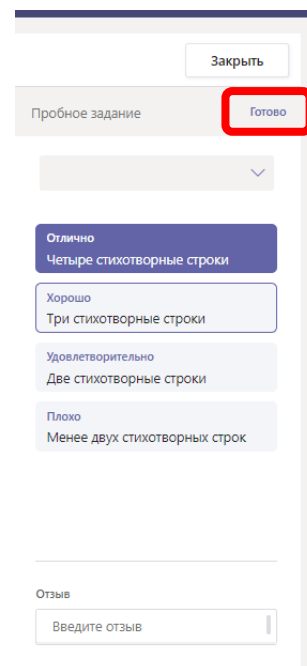 Закрыть
Пробное задание
Готово
Отлично
Четыре стихотворные строки
Хорошо
Три стихотворные строки
Удовлетворительно
Две стихотворные строки
Плохо
Менее двух стихотворных строк
Отзыв
Введите отзыв